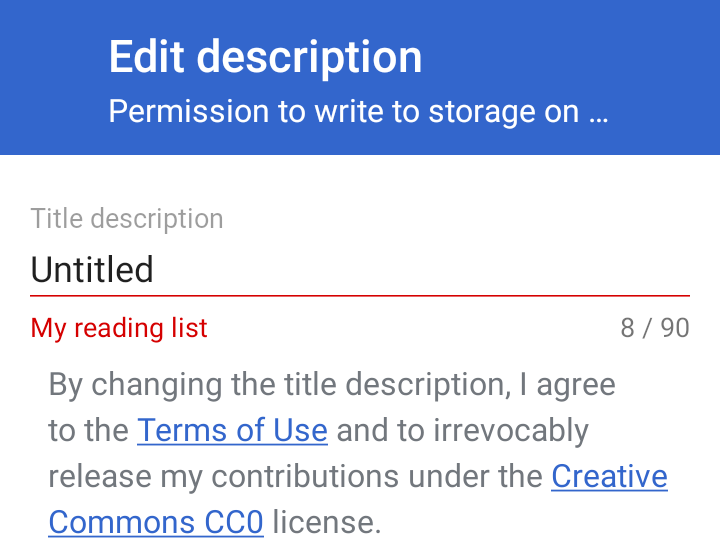 Edit description
Permission to write to storage on ...
Title description
Untitled
My reading list
8 / 90
By changing the title description, I agree
to the Terms of Use and to irrevocably
release my contributions under the Creative
Commons CC0 license.